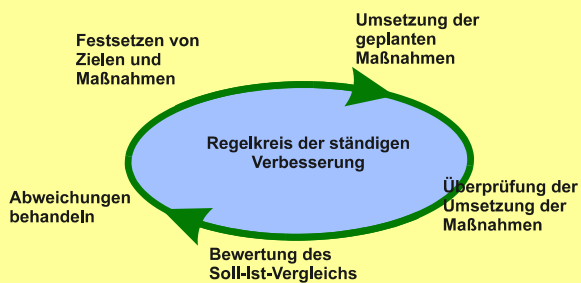 Festsetzen von
Zielen und
Maßnahmen
Umsetzung der
geplanten
Maßnahmen
Regelkreis der ständigen
Verbesserung
Überprüfung der
Umsetzung der
Maßnahmen
Bewertung des
Soll-Ist-Vergleichs
Abweichungen
behandeln